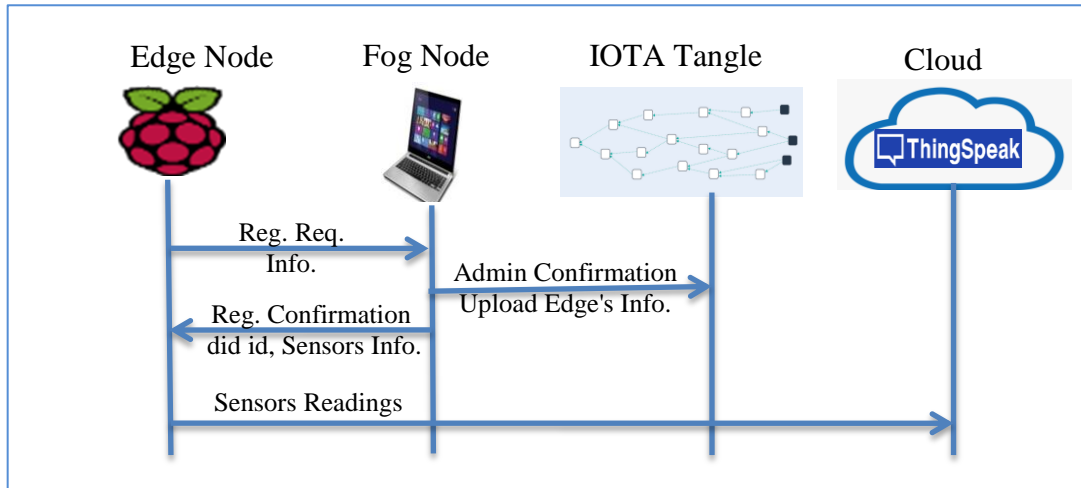 Edge Node
Fog Node
IOTA Tangle
Cloud
ThingSpeak
Reg. Req.
Info.
Admin Confirmation
Upload Edge's Info.
Reg. Confirmation
did id, Sensors Info.
Sensors Readings